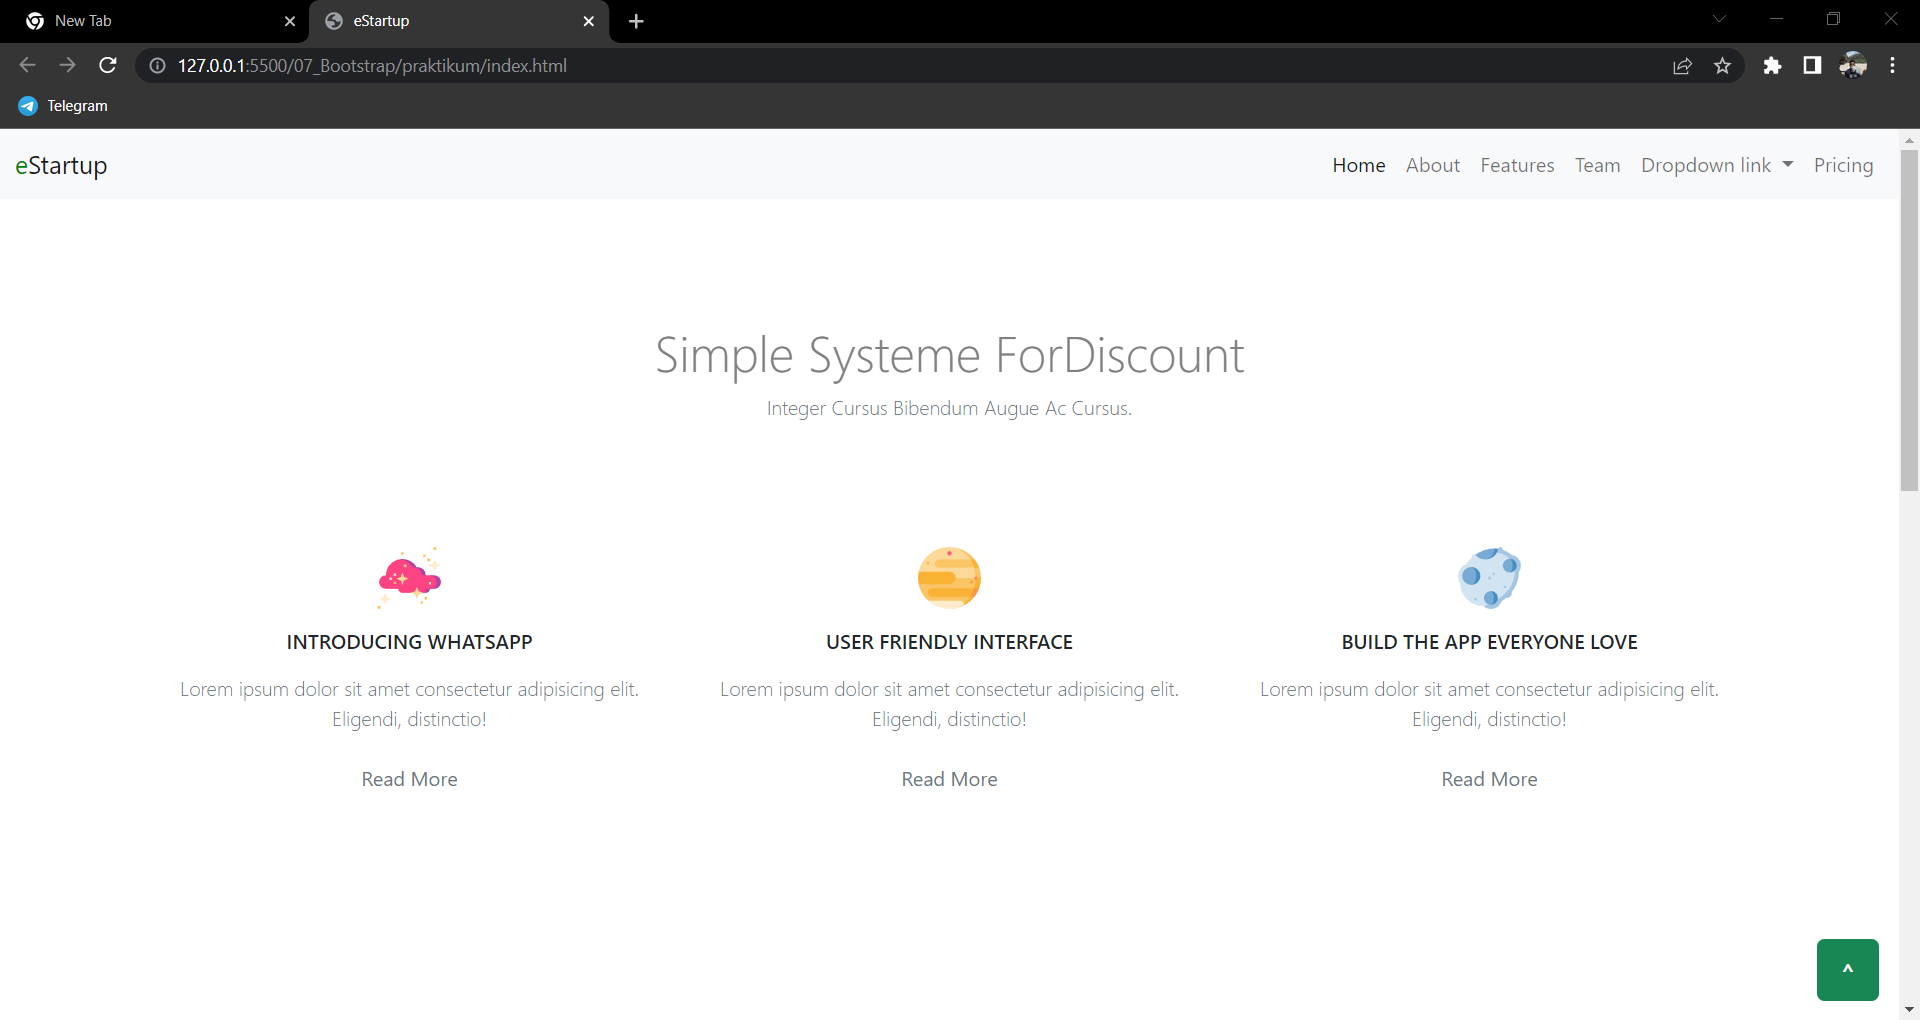 New Tab
eStartup
127.0.0.1:5500/07_Bootstrap/praktikum/index.html
Telegram
eStartup
Home About Features Team Dropdown link Pricing
Simple Systeme ForDiscount
Integer Cursus Bibendum Augue Ac Cursus.
INTRODUCING WHATSAPP
Lorem ipsum dolor sit amet consectetur adipisicing elit.
Eligendi, distinctio!
Read More
USER FRIENDLY INTERFACE
Lorem ipsum dolor sit amet consectetur adipisicing elit.
Eligendi, distinctio!
Read More
BUILD THE APP EVERYONE LOVE
Lorem ipsum dolor sit amet consectetur adipisicing elit.
Eligendi, distinctio!
Read More
^